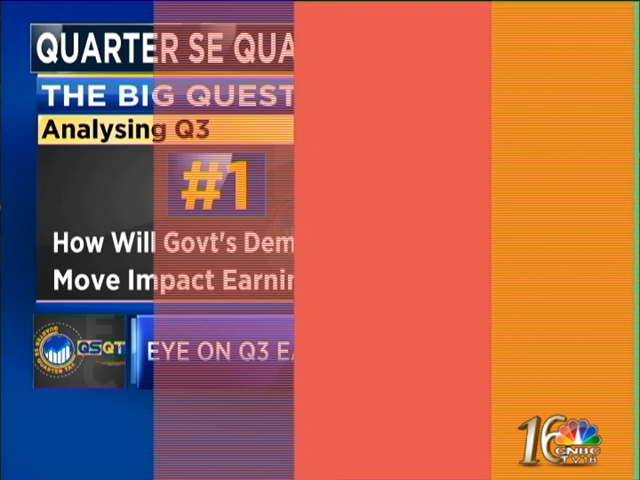 QUARTER SE QUA
THE BIG QUEST
Analysing Q3
#1
How Will Govt's Dem
Move Impact Earnin
QSQT
EYE ON Q3 EA
16
CNBC
TV18